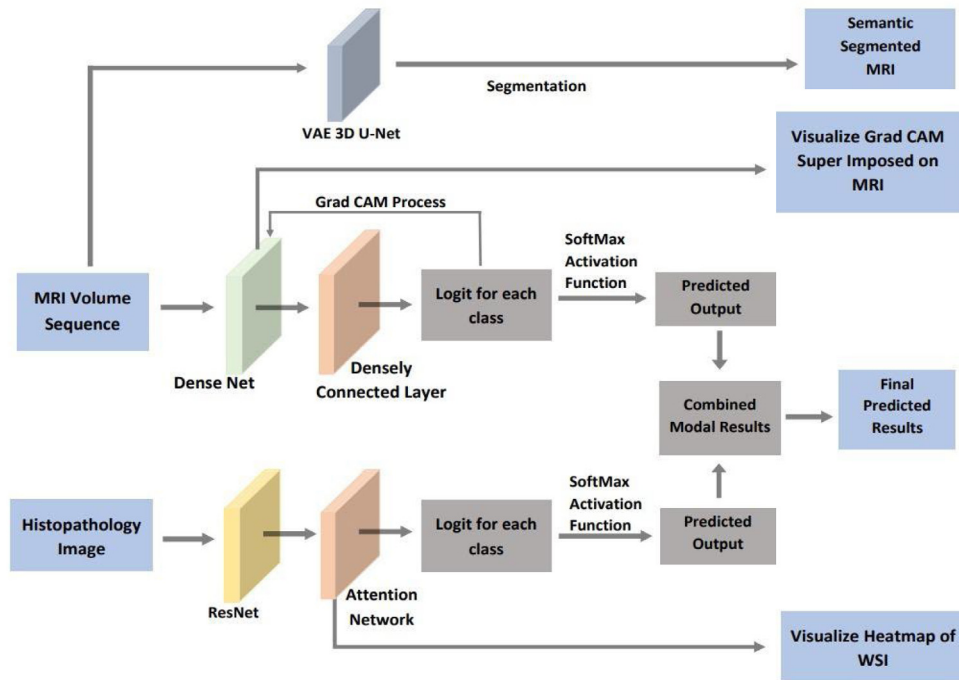 Semantic
Segmented
MRI
Segmentation
VAE 3D U-Net
Visualize Grad CAM
Super Imposed on
MRI
Grad CAM Process
SoftMax
Activation
Function
MRI Volume
Sequence
Logit for each
class
Predicted
Output
Dense Net
Densely
Connected Layer
Combined
Modal Results
Final
Predicted
Results
SoftMax
Activation
Function
Histopathology
Image
Logit for each
class
Predicted
Output
ResNet
Attention
Network
Visualize Heatmap of
WSI